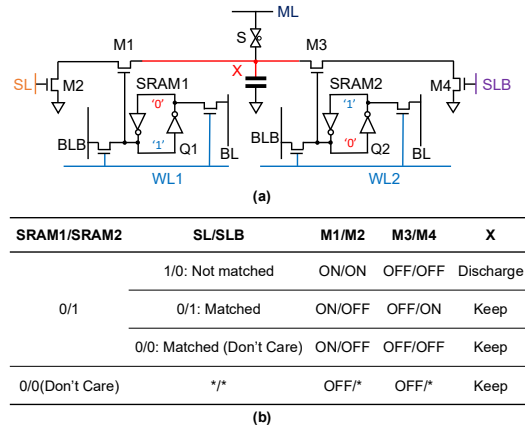 ML
S
M1
M3
X
SL
M2
SRAM1
SRAM2
M4
SLB
'0'
'1'
BLB
'1'
Q1
BL
BLB
'0'
Q2
BL
WL1
WL2
(a)
SRAM1/SRAM2 SL/SLB M1/M2 M3/M4 X
1/0: Not matched ON/ON OFF/OFF Discharge
0/1 0/1: Matched ON/OFF OFF/ON Keep
0/0: Matched (Don't Care) ON/OFF OFF/OFF Keep
0/0(Don't Care) */* OFF/* OFF/* Keep
(b)